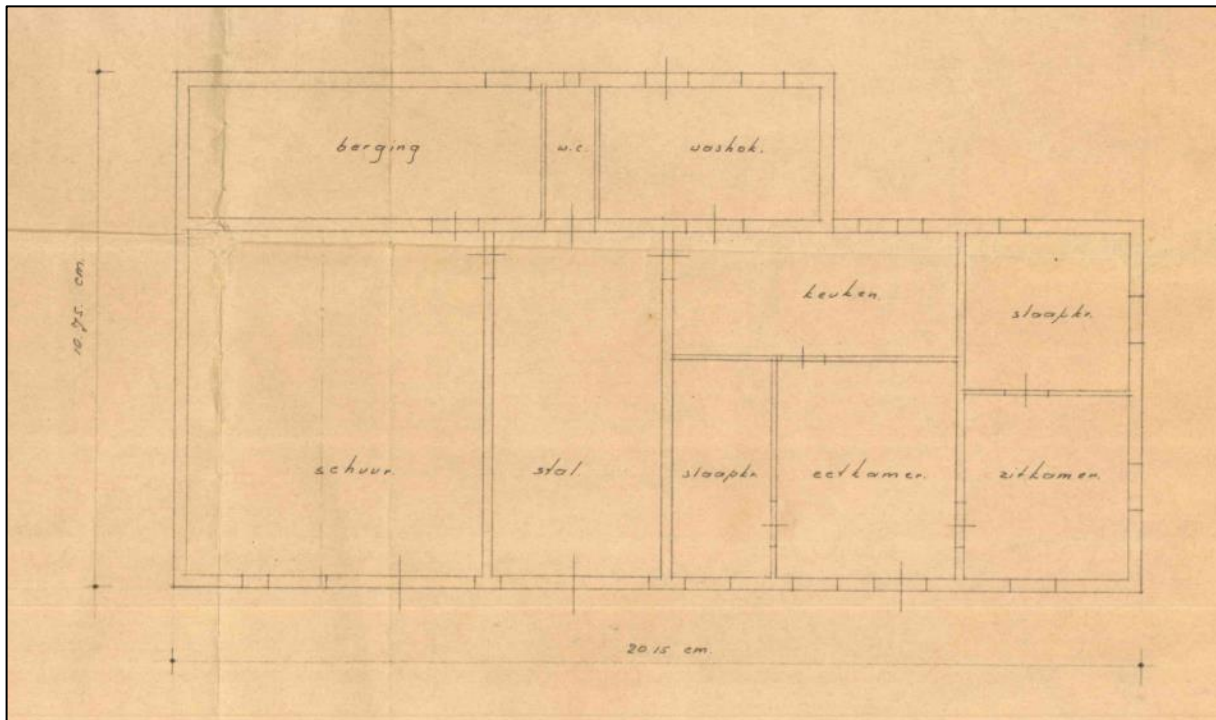 berging
w.c.
washok.
keuken.
slaapkr.
10.75. cm.
schuur.
stal
slaapkr.
eetkamer.
zitkamer.
20.15 cm.